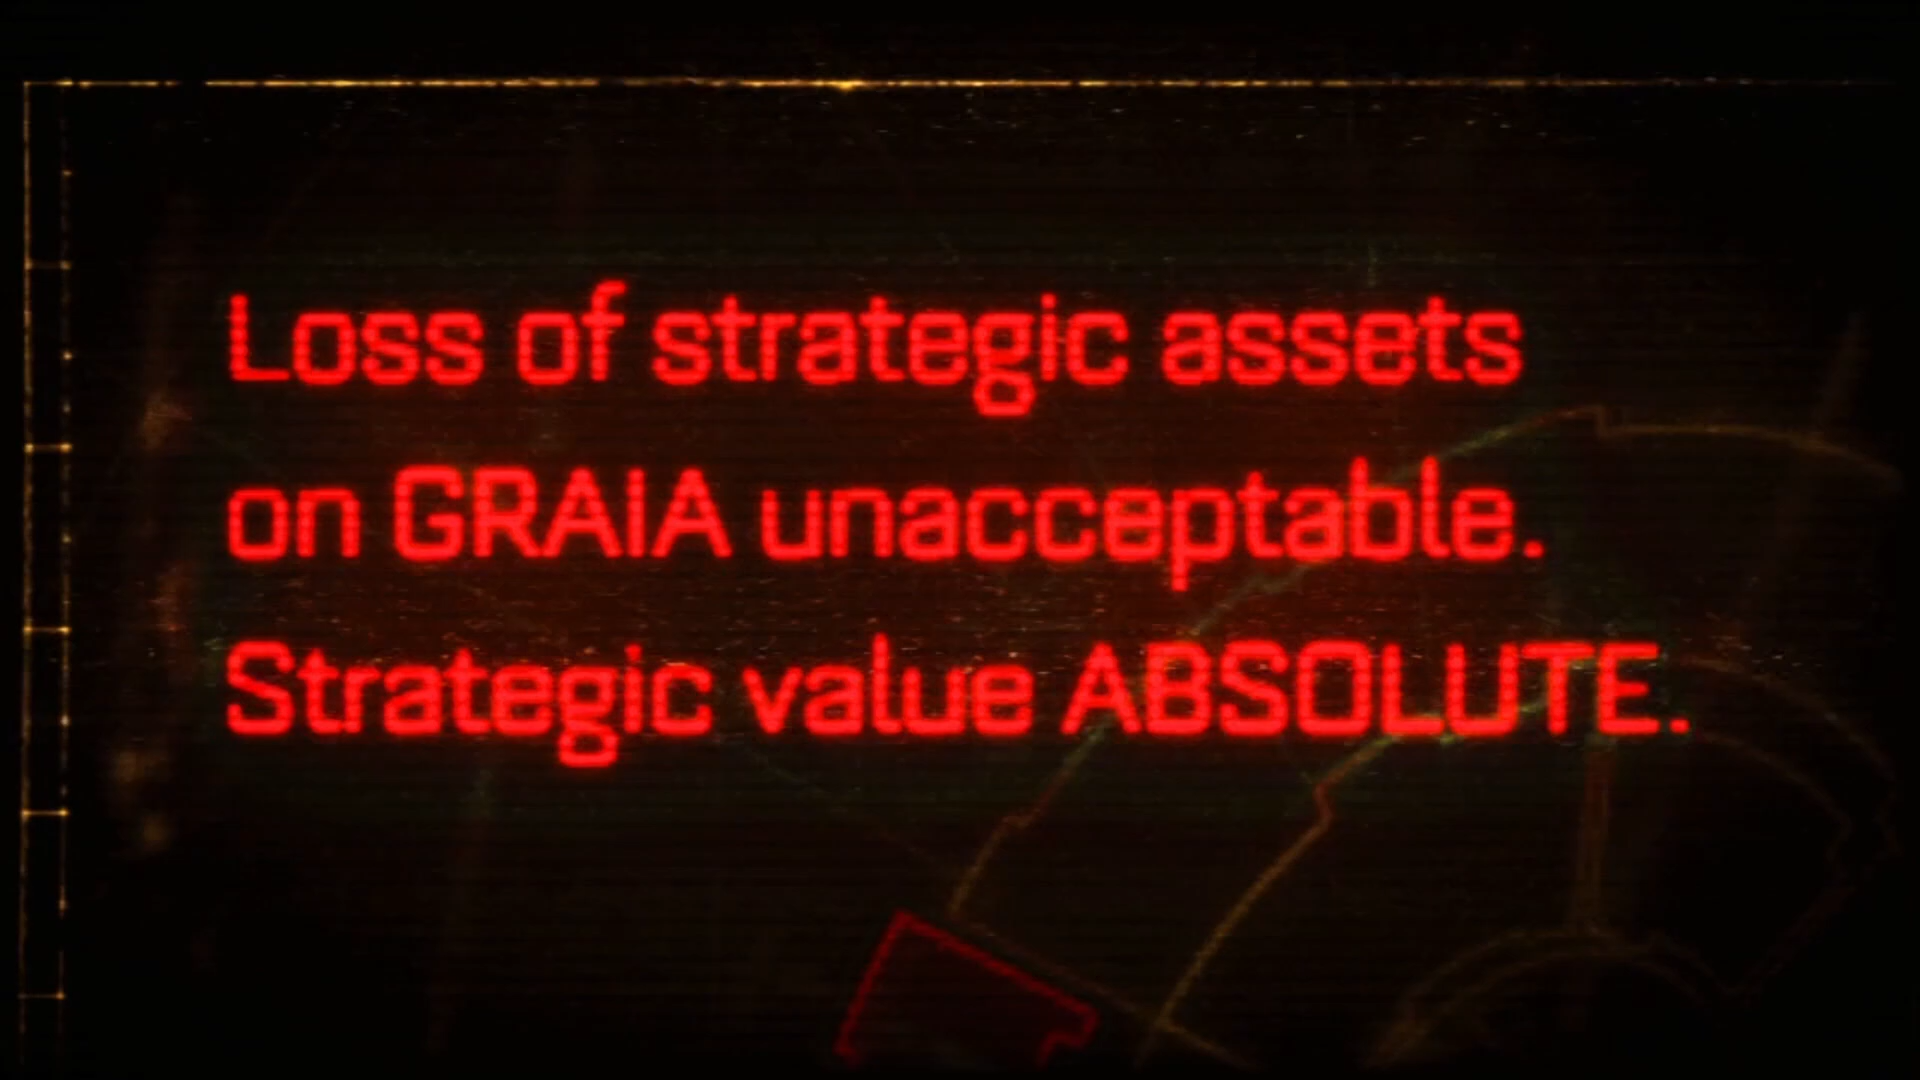 Loss of strategic assets
on GRAIA unacceptable.
Strategic value ABSOLUTE.